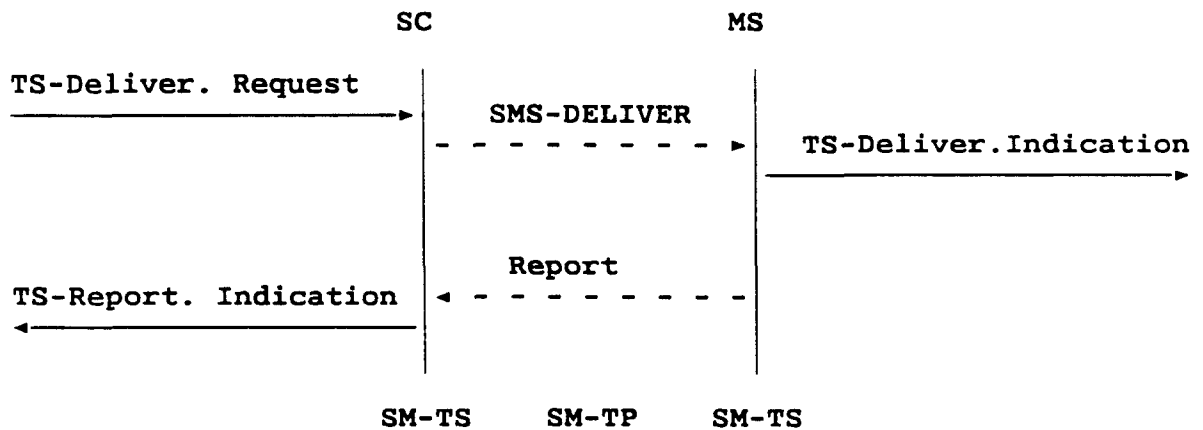 SC MS
TS-Deliver. Request
SMS-DELIVER
TS-Deliver.Indication
Report
TS-Report. Indication
SM-TS SM-TP SM-TS